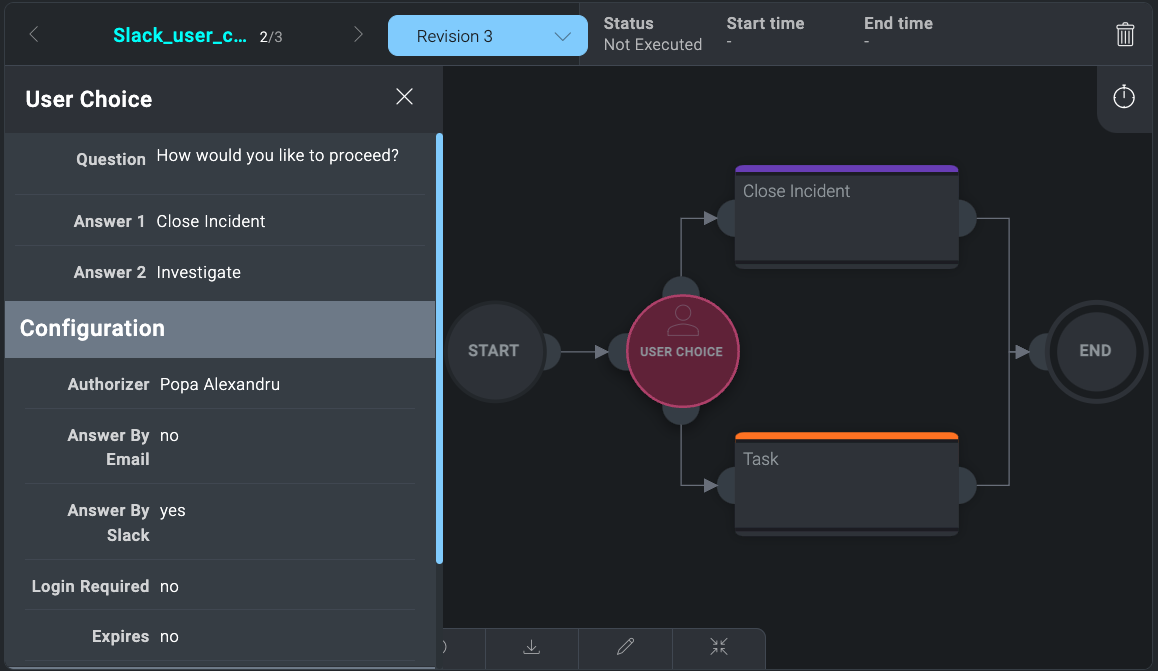 Slack_user_c... 2/3
Revision 3
Status
Not Executed
Start time
-
End time
-
User Choice
Question How would you like to proceed?
Answer 1 Close Incident
Answer 2 Investigate
Configuration
Authorizer Popa Alexandru
Answer By no
Email
Answer By yes
Slack
Login Required no
Expires no
START
USER CHOICE
Close Incident
Task
END